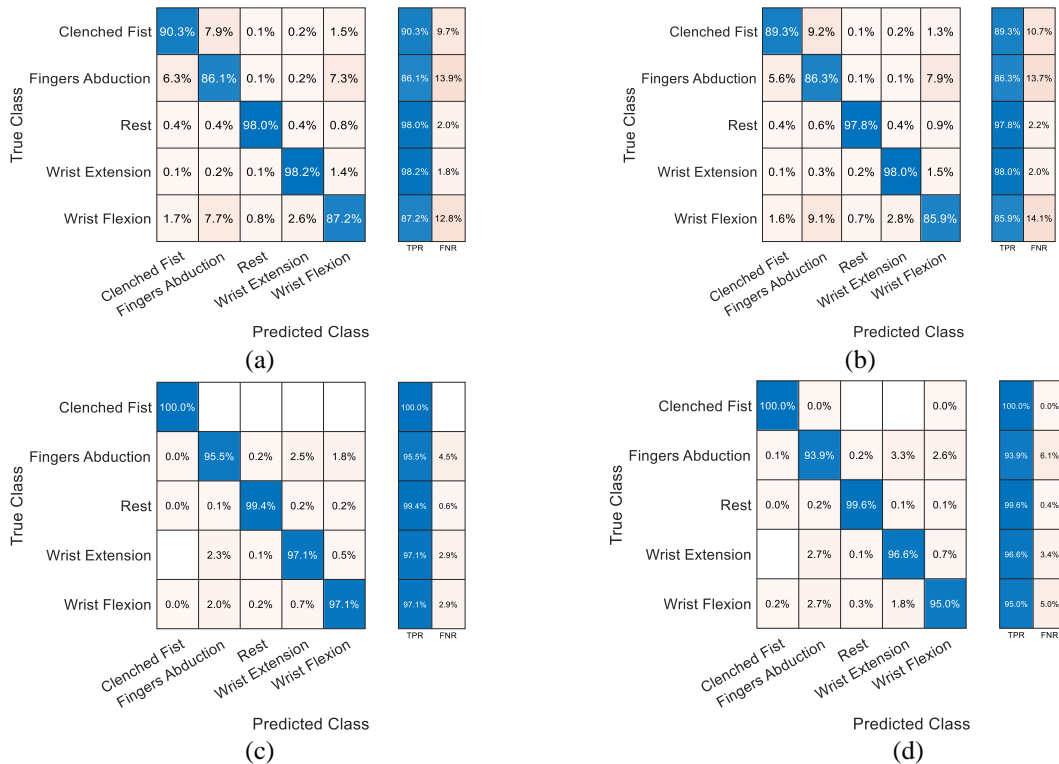 Clenched Fist 90.3% 7.9% 0.1% 0.2% 1.5% 90.3% 9.7%
Fingers Abduction 6.3% 86.1% 0.1% 0.2% 7.3% 86.1% 13.9%
Rest 0.4% 0.4% 98.0% 0.4% 0.8% 98.0% 2.0%
Wrist Extension 0.1% 0.2% 0.1% 98.2% 1.4% 98.2% 1.8%
Wrist Flexion 1.7% 7.7% 0.8% 2.6% 87.2% 87.2% 12.8%
True Class
TPR FNR
Clenched Fist
Fingers Abduction
Rest
Wrist Extension
Wrist Flexion
Predicted Class
(a)
Clenched Fist 89.3% 9.2% 0.1% 0.2% 1.3% 89.3% 10.7%
Fingers Abduction 5.6% 86.3% 0.1% 0.1% 7.9% 86.3% 13.7%
Rest 0.4% 0.6% 97.8% 0.4% 0.9% 97.8% 2.2%
Wrist Extension 0.1% 0.3% 0.2% 98.0% 1.5% 98.0% 2.0%
Wrist Flexion 1.6% 9.1% 0.7% 2.8% 85.9% 85.9% 14.1%
True Class
TPR FNR
Clenched Fist
Fingers Abduction
Rest
Wrist Extension
Wrist Flexion
Predicted Class
(b)
Clenched Fist 100.0% 100.0%
Fingers Abduction 0.0% 95.5% 0.2% 2.5% 1.8% 95.5% 4.5%
Rest 0.0% 0.1% 99.4% 0.2% 0.2% 99.4% 0.6%
Wrist Extension 2.3% 0.1% 97.1% 0.5% 97.1% 2.9%
Wrist Flexion 0.0% 2.0% 0.2% 0.7% 97.1% 97.1% 2.9%
True Class
TPR FNR
Clenched Fist
Fingers Abduction
Rest
Wrist Extension
Wrist Flexion
Predicted Class
(c)
Clenched Fist 100.0% 0.0% 0.0% 100.0% 0.0%
Fingers Abduction 0.1% 93.9% 0.2% 3.3% 2.6% 93.9% 6.1%
Rest 0.0% 0.2% 99.6% 0.1% 0.1% 99.6% 0.4%
Wrist Extension 2.7% 0.1% 96.6% 0.7% 96.6% 3.4%
Wrist Flexion 0.2% 2.7% 0.3% 1.8% 95.0% 95.0% 5.0%
True Class
TPR FNR
Clenched Fist
Fingers Abduction
Rest
Wrist Extension
Wrist Flexion
Predicted Class
(d)